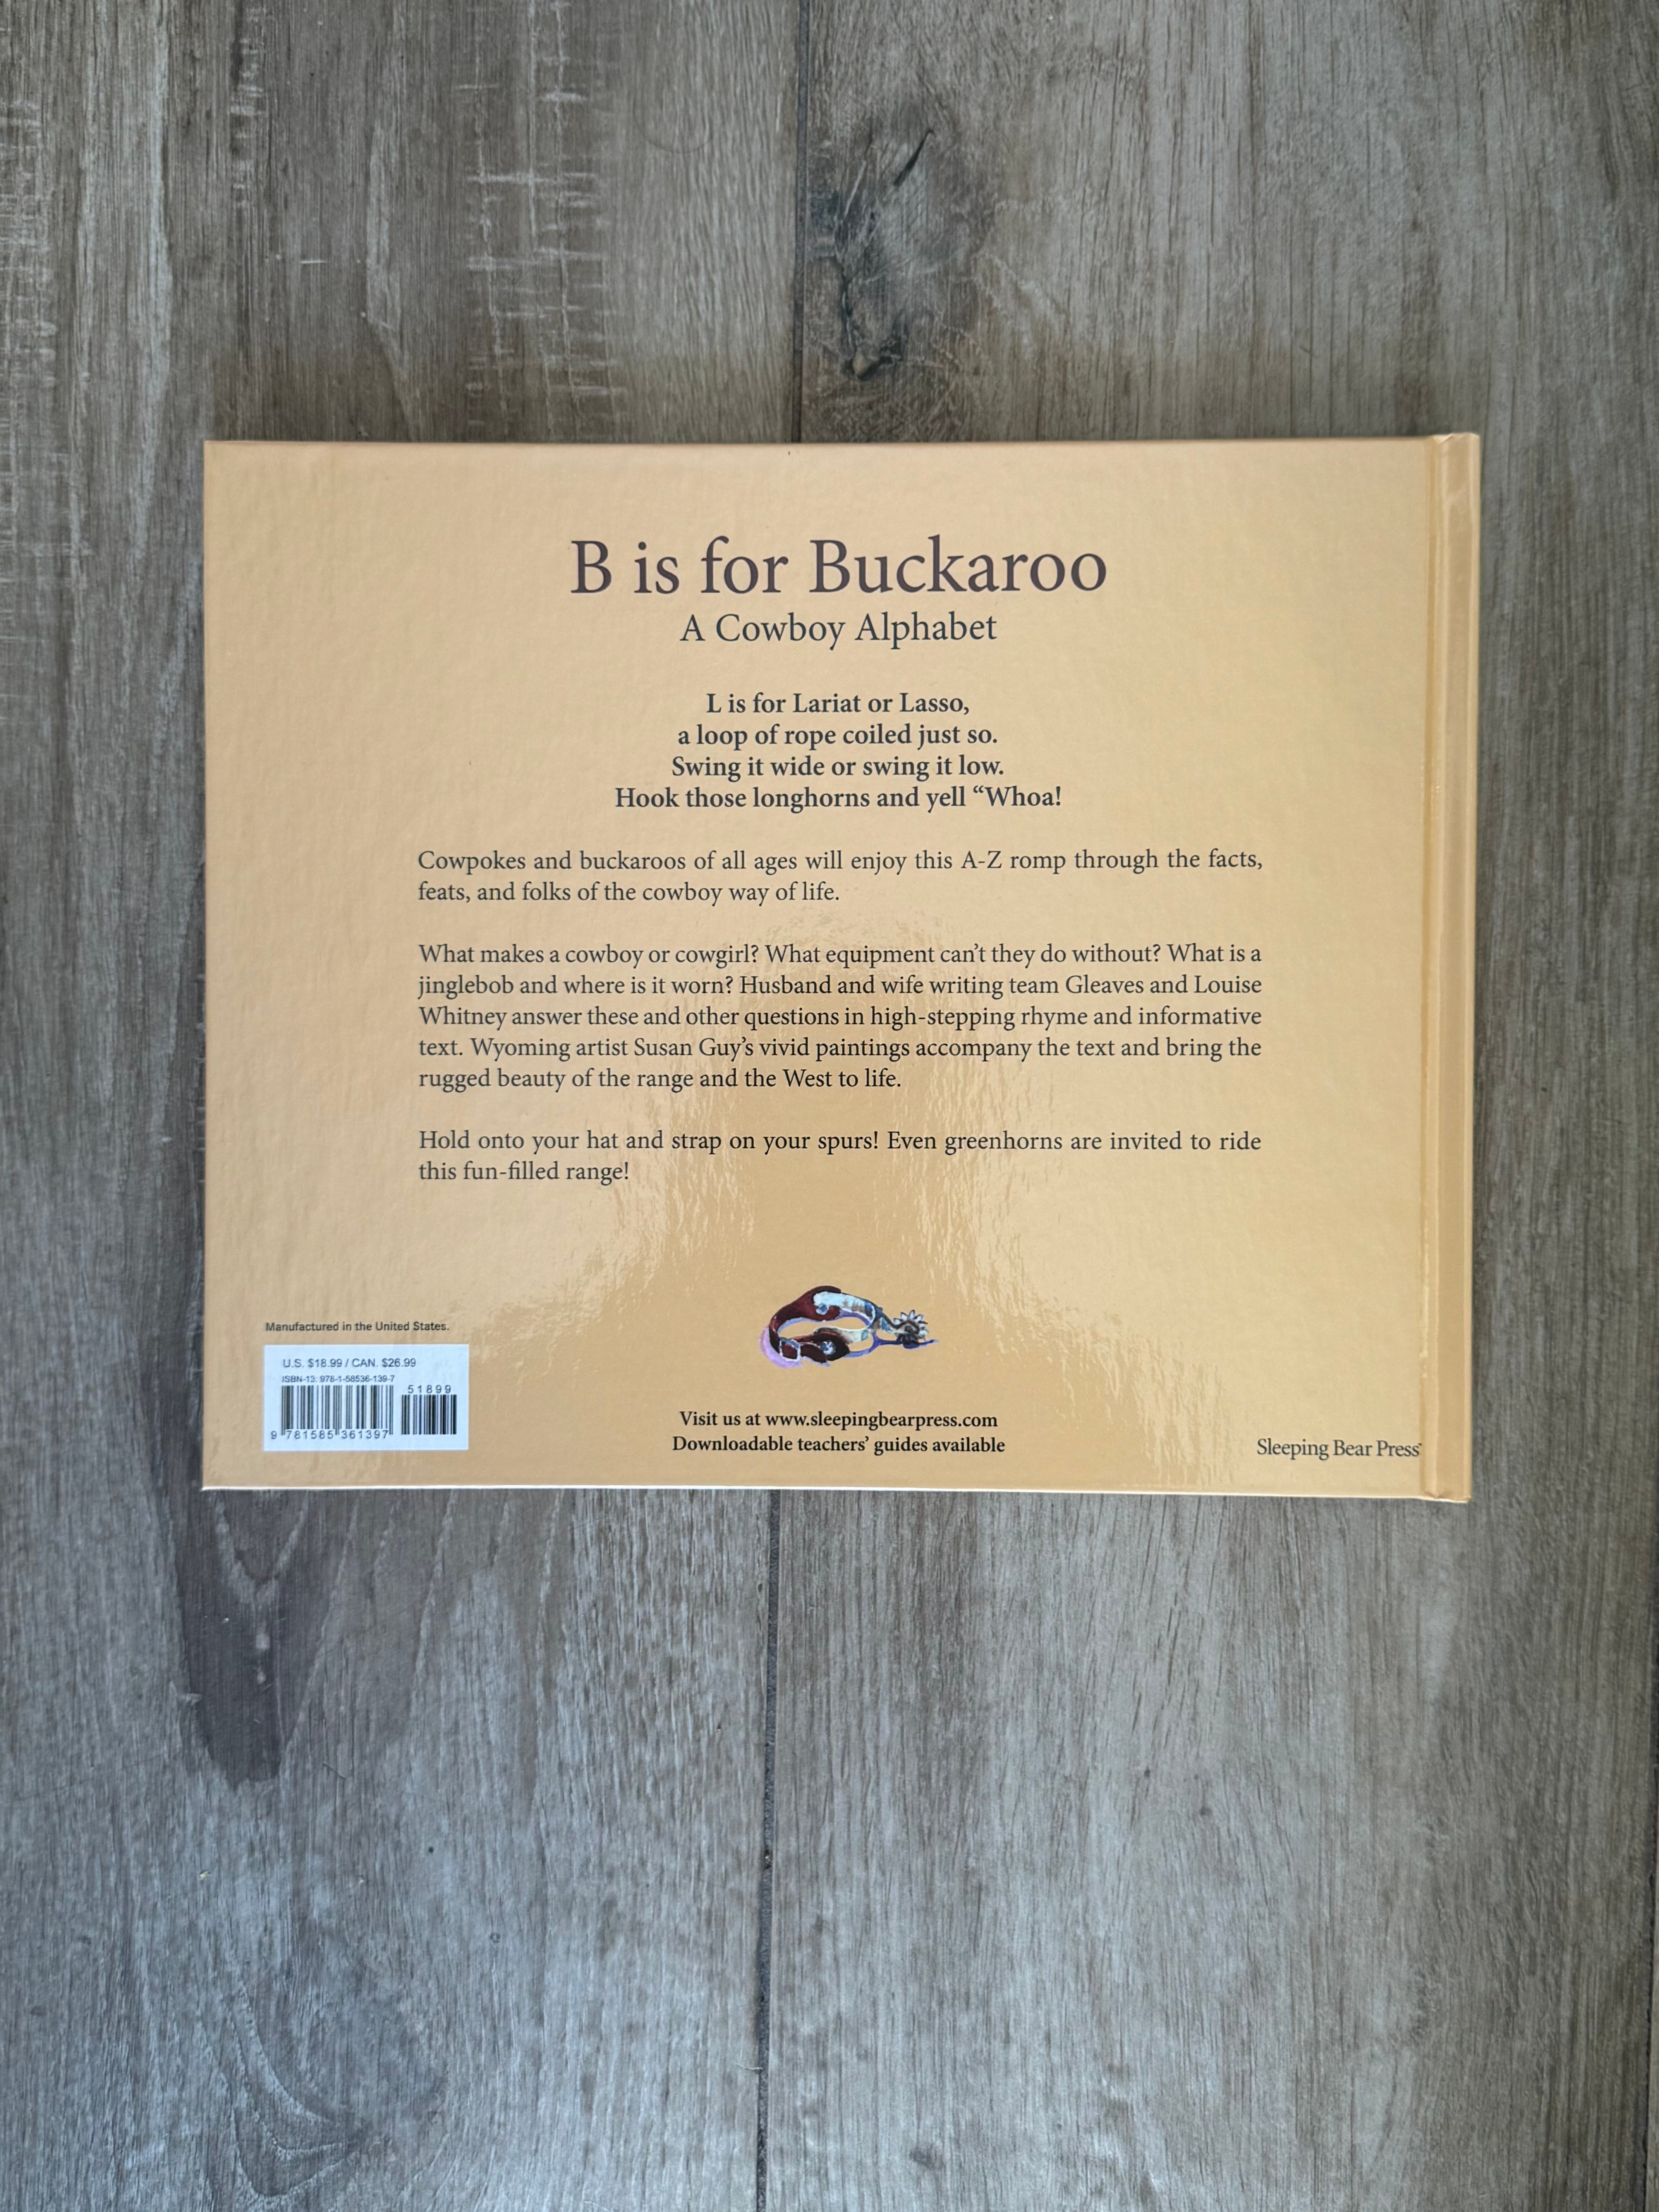 B is for Buckaroo
A Cowboy Alphabet
L is for Lariat or Lasso,
a loop of rope coiled just so.
Swing it wide or swing it low.
Hook those longhorns and yell “Whoa!
Cowpokes and buckaroos of all ages will enjoy this A-Z romp through the facts,
feats, and folks of the cowboy way of life.
What makes a cowboy or cowgirl? What equipment can’t they do without? What is a
jinglebob and where is it worn? Husband and wife writing team Gleaves and Louise
Whitney answer these and other questions in high-stepping rhyme and informative
text. Wyoming artist Susan Guy’s vivid paintings accompany the text and bring the
rugged beauty of the range and the West to life.
Hold onto your hat and strap on your spurs! Even greenhorns are invited to ride
this fun-filled range!
Manufactured in the United States.
U.S. $18.99 / CAN. $26.99
ISBN-13: 978-1-58536-139-7
51899
9 781585 361397
Visit us at www.sleepingbearpress.com
Downloadable teachers’ guides available
Sleeping Bear Press